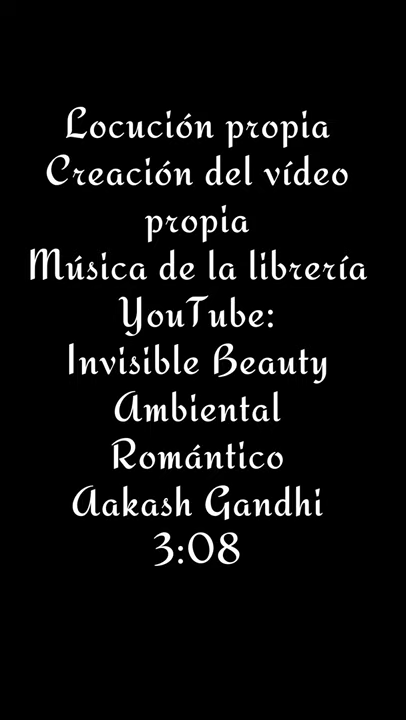 Locución propia
Creación del vídeo
propia
Música de la librería
YouTube:
Invisible Beauty
Ambiental
Romántico
Aakash Gandhi
3:08